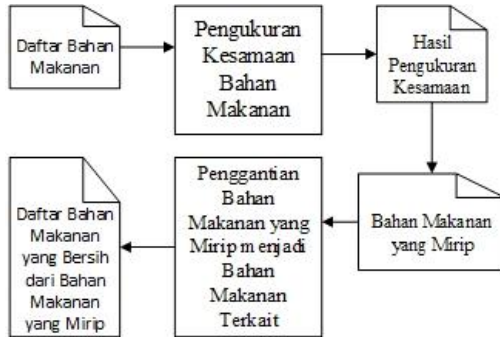 Daftar Bahan
Makanan
Pengukuran
Kesamaan
Bahan
Makanan
Hasil
Pengukuran
Kesamaan
Bahan Makanan
yang Mirip
Penggantian
Bahan
Makanan yang
Mirip menjadi
Bahan
Makanan
Terkait
Daftar Bahan
Makanan
yang Bersih
dari Bahan
Makanan
yang Mirip